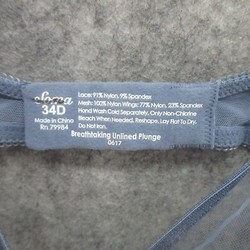 Soma
34D
Made in China
Rn 79984
Lace: 91% Nylon, 9% Spandex
Mesh: 100% Nylon Wings: 77% Nylon, 23% Spandex
Hand Wash Cold Separately, Only Non-Chlorine
Bleach When Needed, Reshape, Lay Flat To Dry.
Do Not Iron.
Breathtaking Unlined Plunge
0617